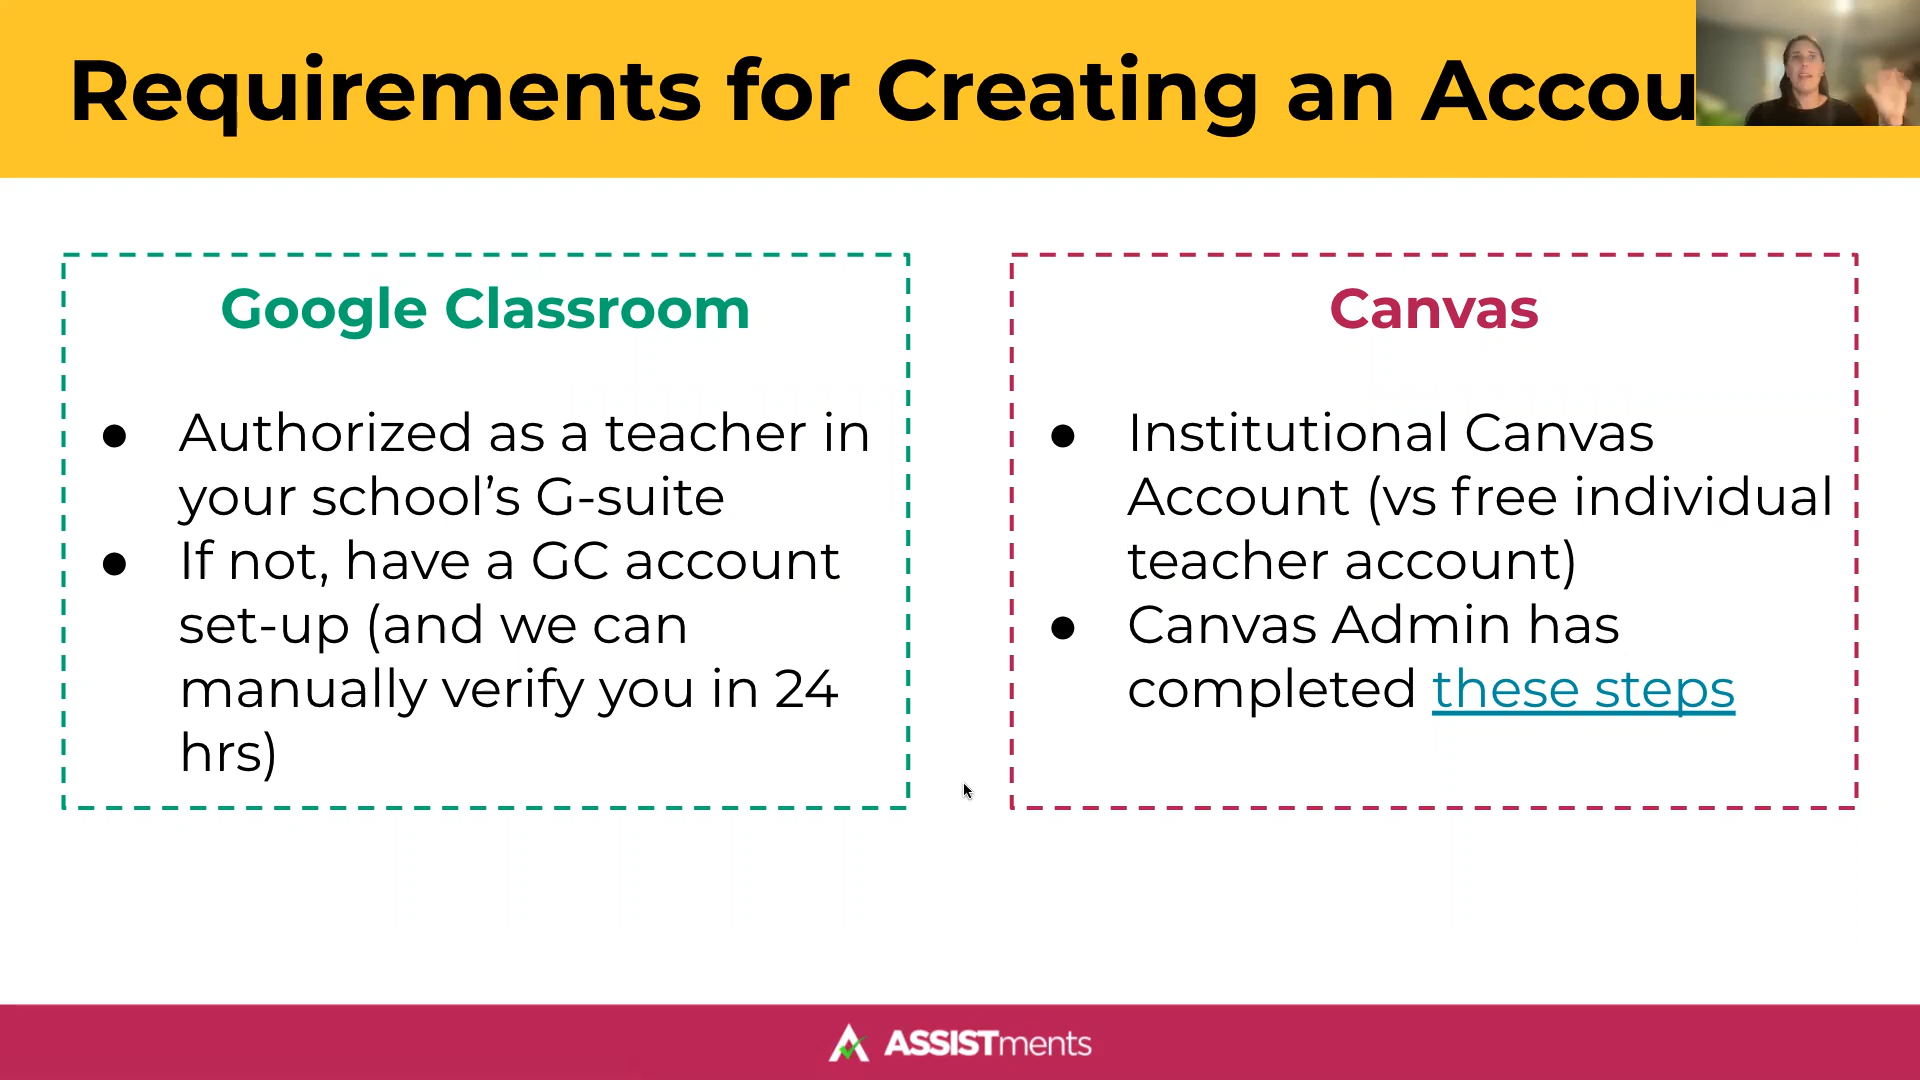 Requirements for Creating an Accou
Google Classroom
● Authorized as a teacher in
your school’s G-suite
● If not, have a GC account
set-up (and we can
manually verify you in 24
hrs)
Canvas
● Institutional Canvas
Account (vs free individual
teacher account)
● Canvas Admin has
completed these steps
ASSISTments